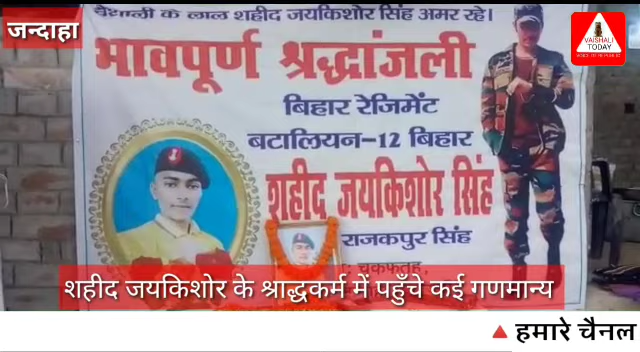 वैशाली के लाल शहीद जयकिशोर सिंह अमर रहे।
जन्दाहा
VAISHALI
TODAY
भावपूर्ण श्रद्धांजली
बिहार रेजिमेंट
बटालियन-12 बिहार
शहीद जयकिशोर सिंह
राजकपुर सिंह
चकफतह,
शहीद जयकिशोर के श्राद्धकर्म में पहुँचे कई गणमान्य
हमारे चैनल